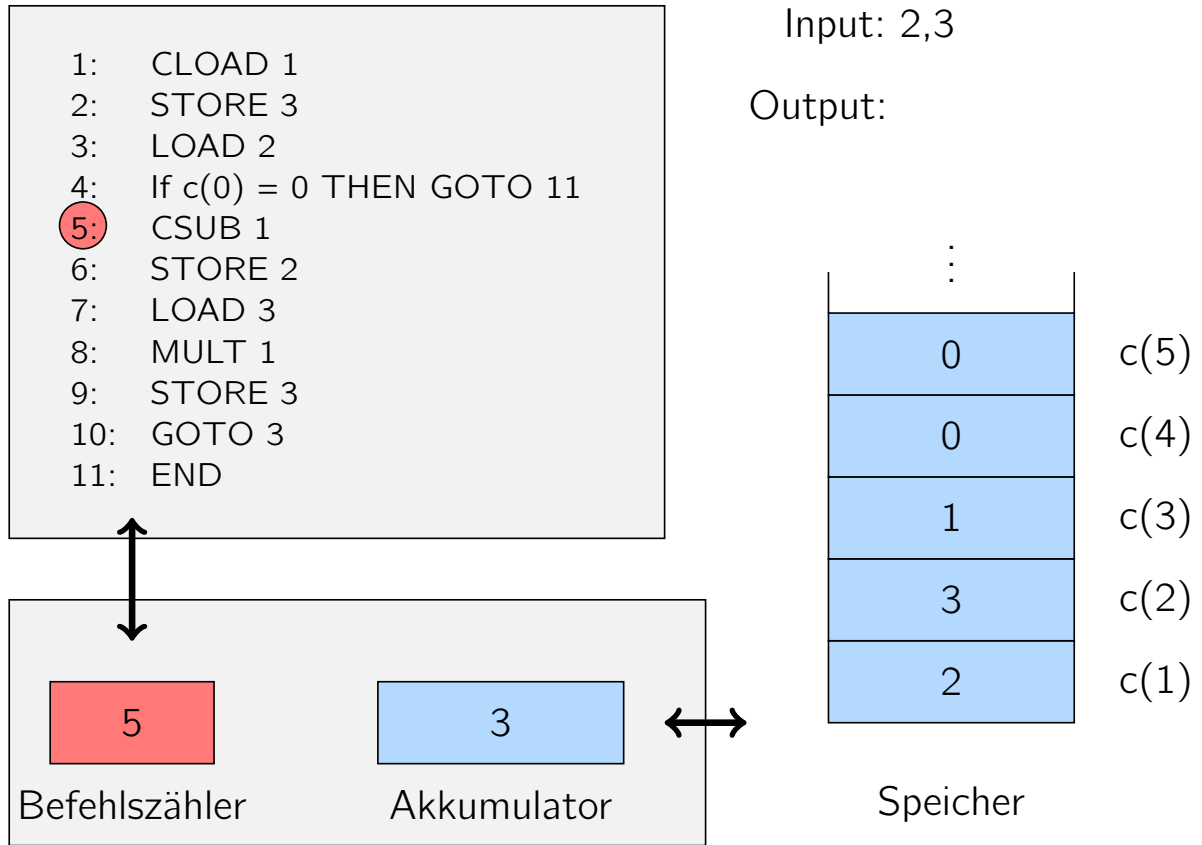 Input: 2,3
Output:
1: CLOAD 1
2: STORE 3
3: LOAD 2
4: If c(0) = 0 THEN GOTO 11
5: CSUB 1
6: STORE 2
7: LOAD 3
8: MULT 1
9: STORE 3
10: GOTO 3
11: END
⋮
0 c(5)
0 c(4)
1 c(3)
3 c(2)
2 c(1)
Speicher
5 3
Befehlszähler Akkumulator